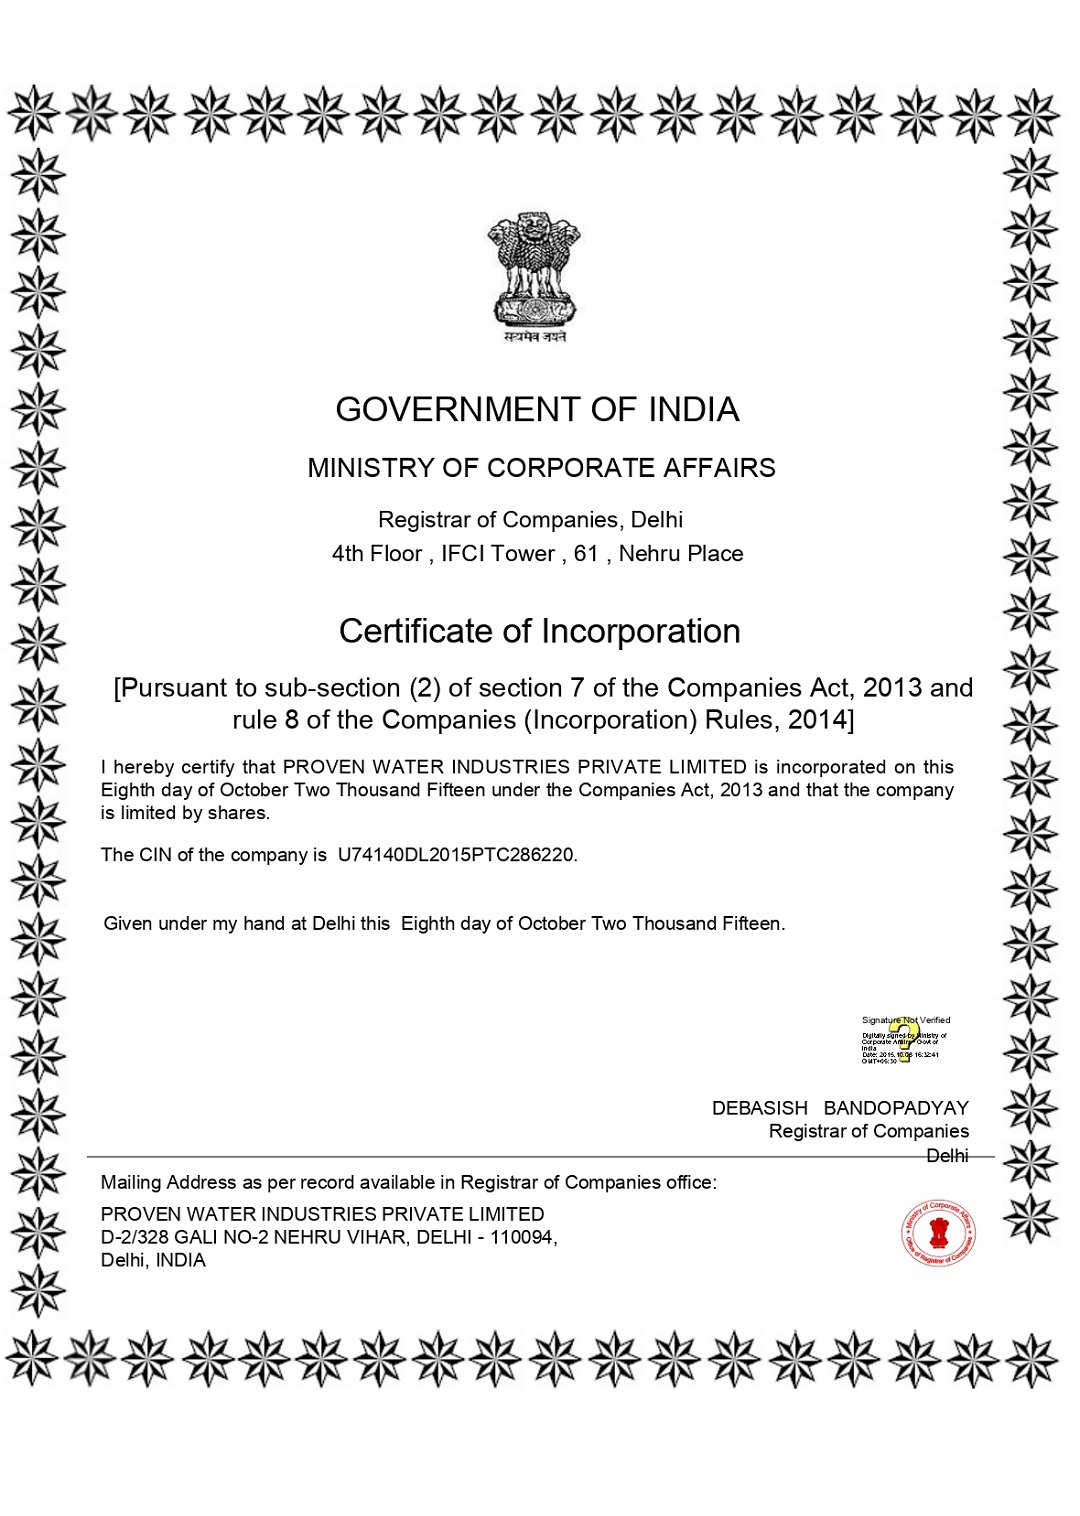 सत्यमेव जयते
GOVERNMENT OF INDIA
MINISTRY OF CORPORATE AFFAIRS
Registrar of Companies, Delhi
4th Floor , IFCI Tower , 61 , Nehru Place
Certificate of Incorporation
[Pursuant to sub-section (2) of section 7 of the Companies Act, 2013 and
rule 8 of the Companies (Incorporation) Rules, 2014]
I hereby certify that PROVEN WATER INDUSTRIES PRIVATE LIMITED is incorporated on this
Eighth day of October Two Thousand Fifteen under the Companies Act, 2013 and that the company
is limited by shares.
The CIN of the company is U74140DL2015PTC286220.
Given under my hand at Delhi this Eighth day of October Two Thousand Fifteen.
Signature Not Verified
Digitally signed by Ministry of
Corporate Affairs - Govt of
India
Date: 2015.10.08 16:32:41
GMT+05:30
DEBASISH BANDOPADYAY
Registrar of Companies
Delhi
Mailing Address as per record available in Registrar of Companies office:
PROVEN WATER INDUSTRIES PRIVATE LIMITED
D-2/328 GALI NO-2 NEHRU VIHAR, DELHI - 110094,
Delhi, INDIA
Ministry of Corporate Affairs
Office of Registrar of Companies